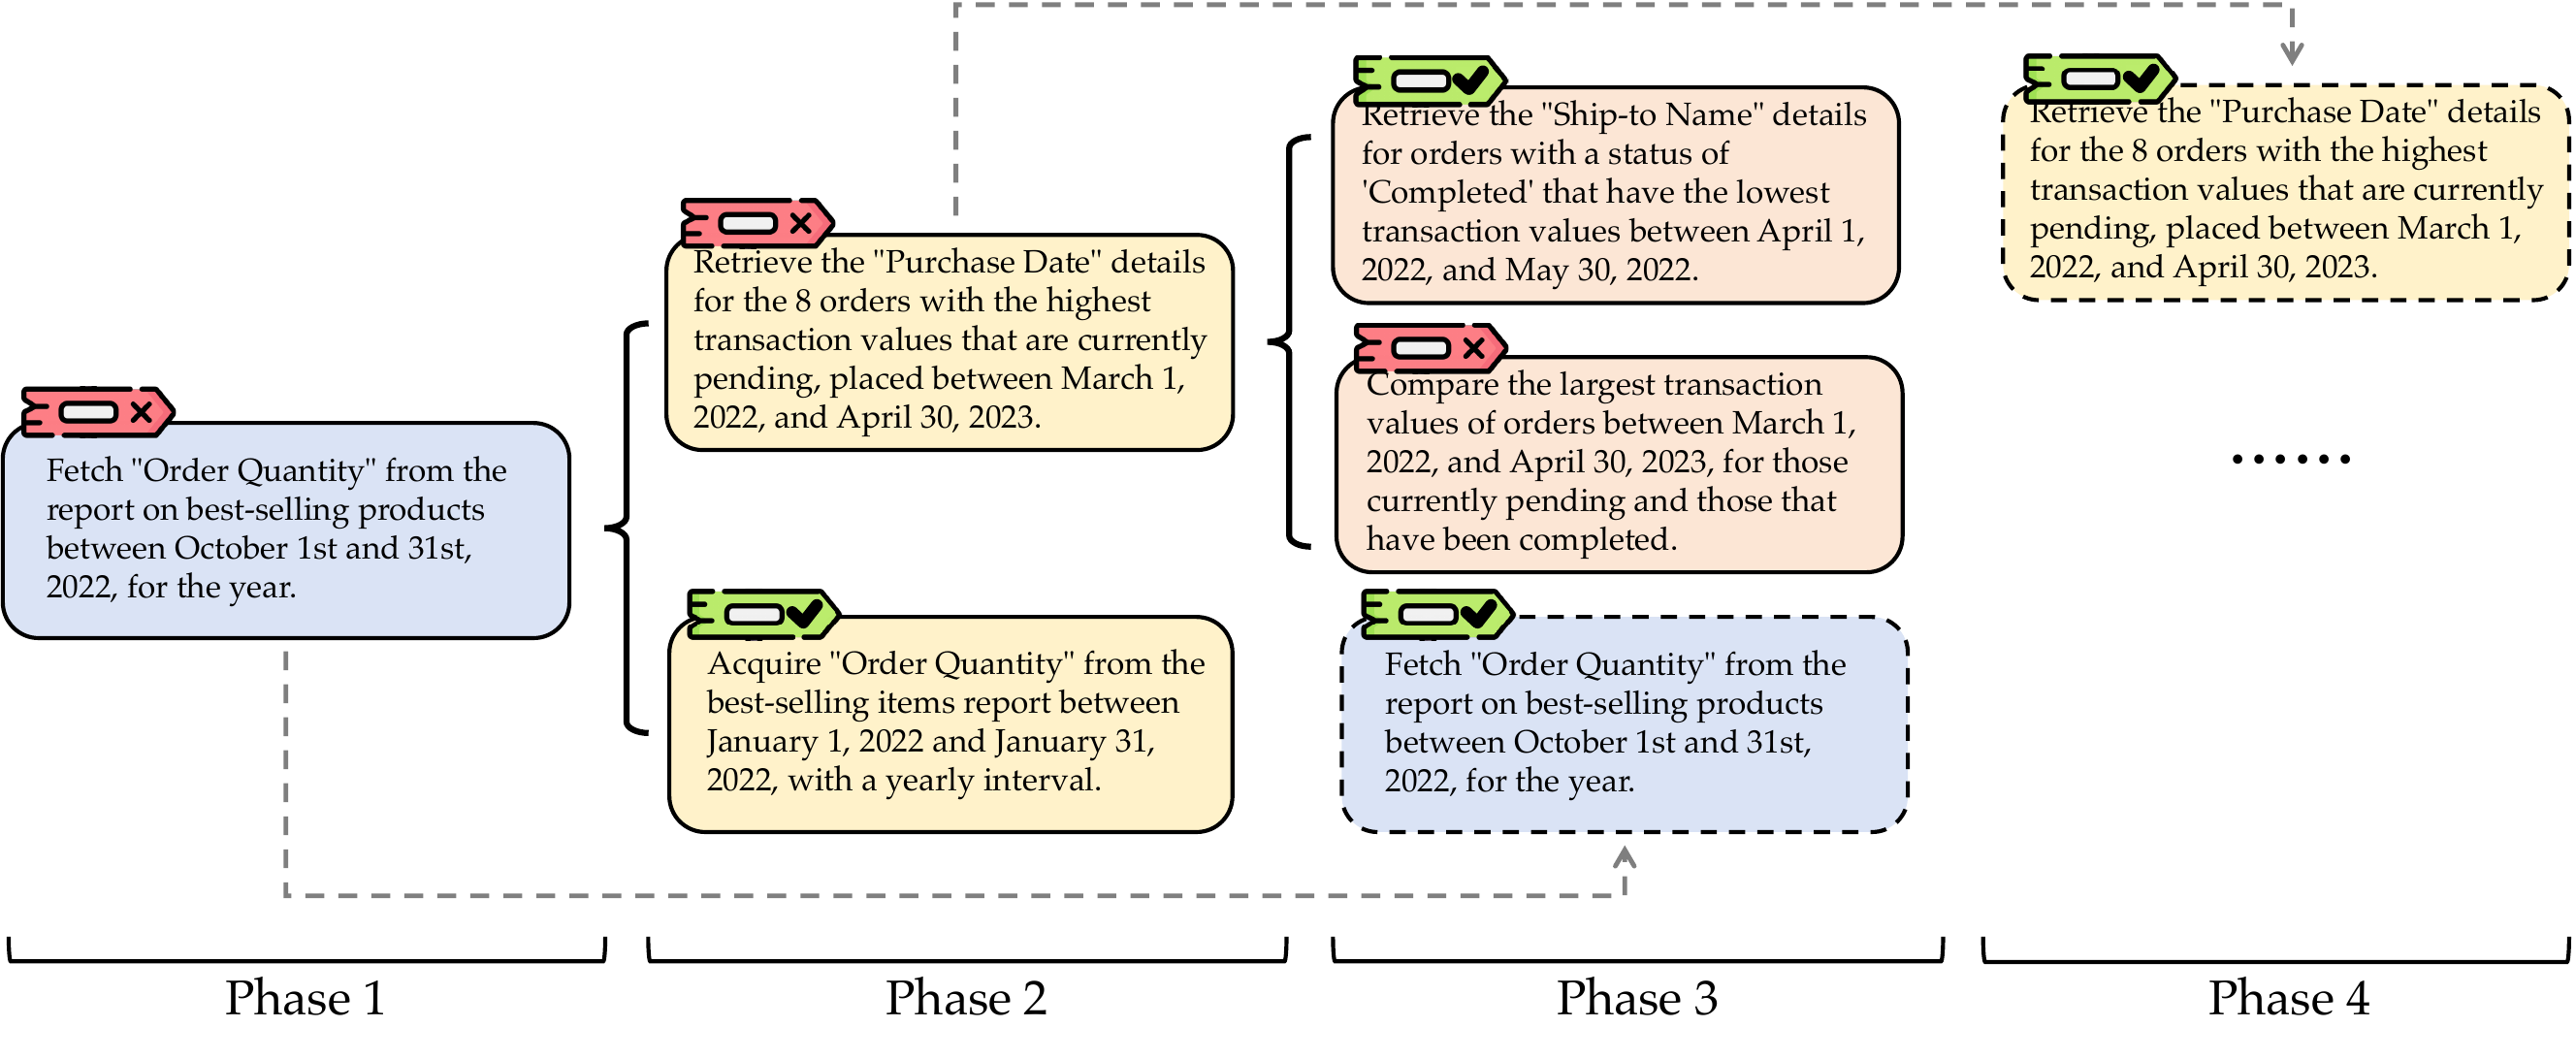 Fetch "Order Quantity" from the
report on best-selling products
between October 1st and 31st,
2022, for the year.
Retrieve the "Purchase Date" details
for the 8 orders with the highest
transaction values that are currently
pending, placed between March 1,
2022, and April 30, 2023.
Acquire "Order Quantity" from the
best-selling items report between
January 1, 2022 and January 31,
2022, with a yearly interval.
Retrieve the "Ship-to Name" details
for orders with a status of
'Completed' that have the lowest
transaction values between April 1,
2022, and May 30, 2022.
Compare the largest transaction
values of orders between March 1,
2022, and April 30, 2023, for those
currently pending and those that
have been completed.
Fetch "Order Quantity" from the
report on best-selling products
between October 1st and 31st,
2022, for the year.
Retrieve the "Purchase Date" details
for the 8 orders with the highest
transaction values that are currently
pending, placed between March 1,
2022, and April 30, 2023.
......
Phase 1
Phase 2
Phase 3
Phase 4